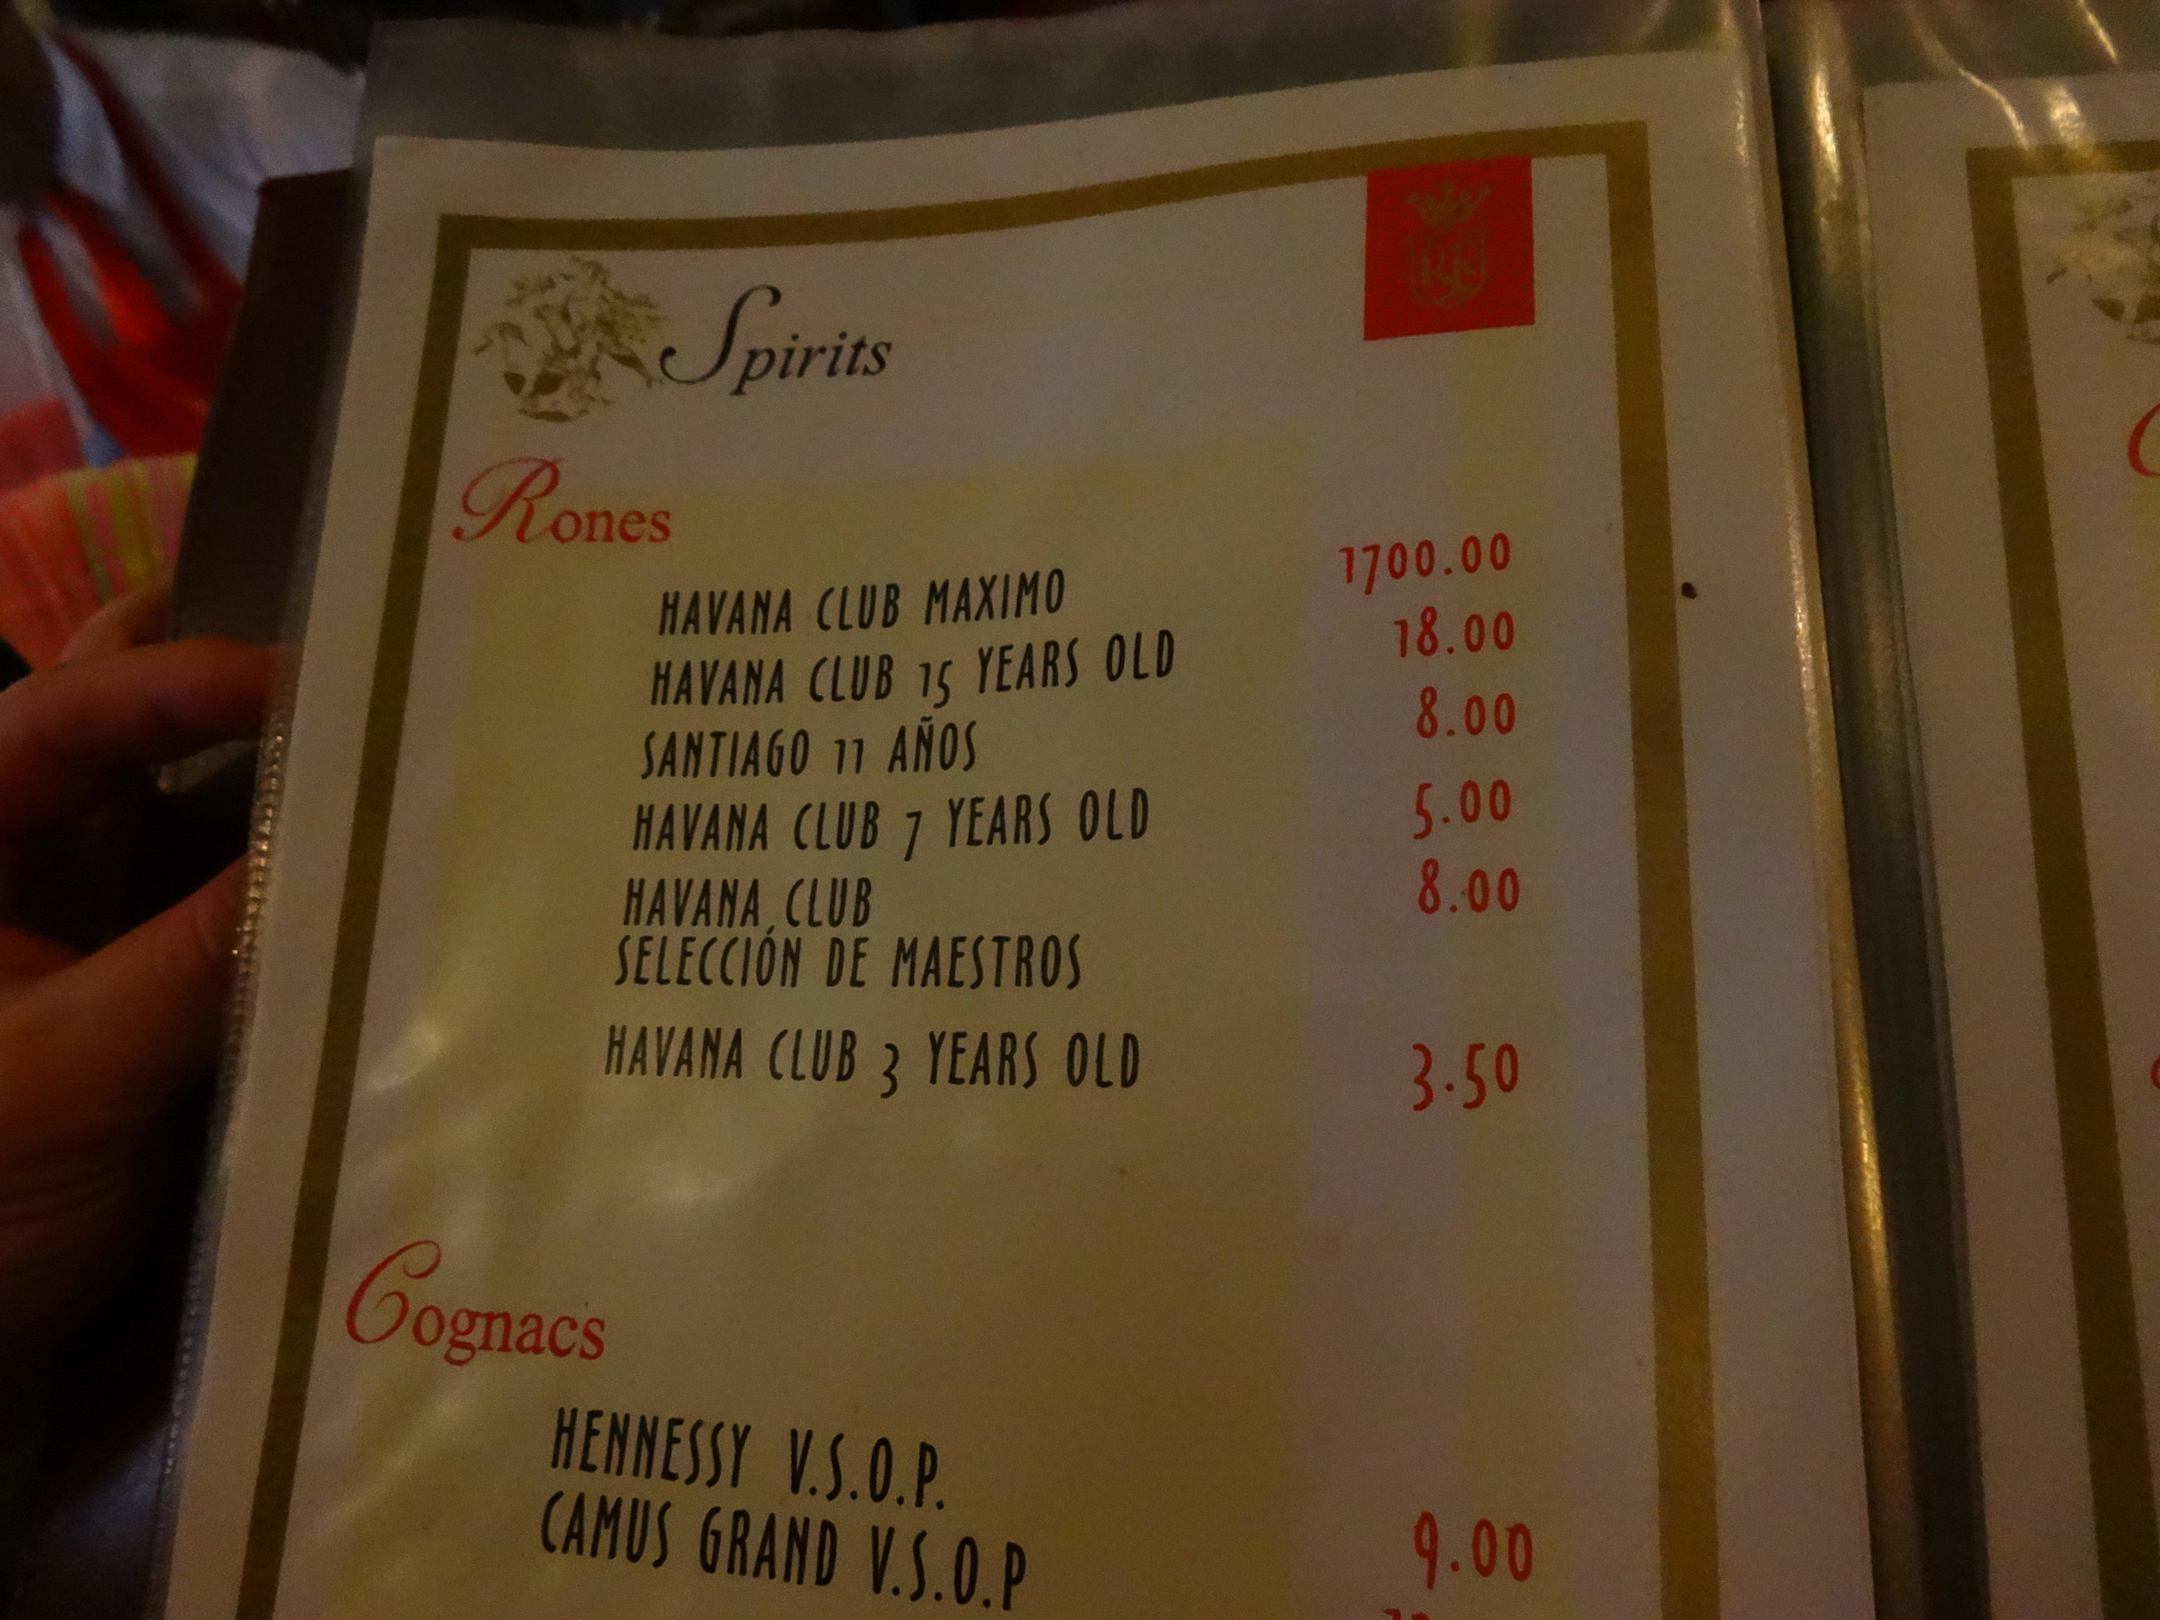 Spirits
Rones
HAVANA CLUB MAXIMO 1700.00
HAVANA CLUB 15 YEARS OLD 18.00
SANTIAGO 11 AÑOS 8.00
HAVANA CLUB 7 YEARS OLD 5.00
HAVANA CLUB 8.00
SELECCIÓN DE MAESTROS
HAVANA CLUB 3 YEARS OLD 3.50
Cognacs
HENNESSY V.S.O.P. 9.00
CAMUS GRAND V.S.O.P